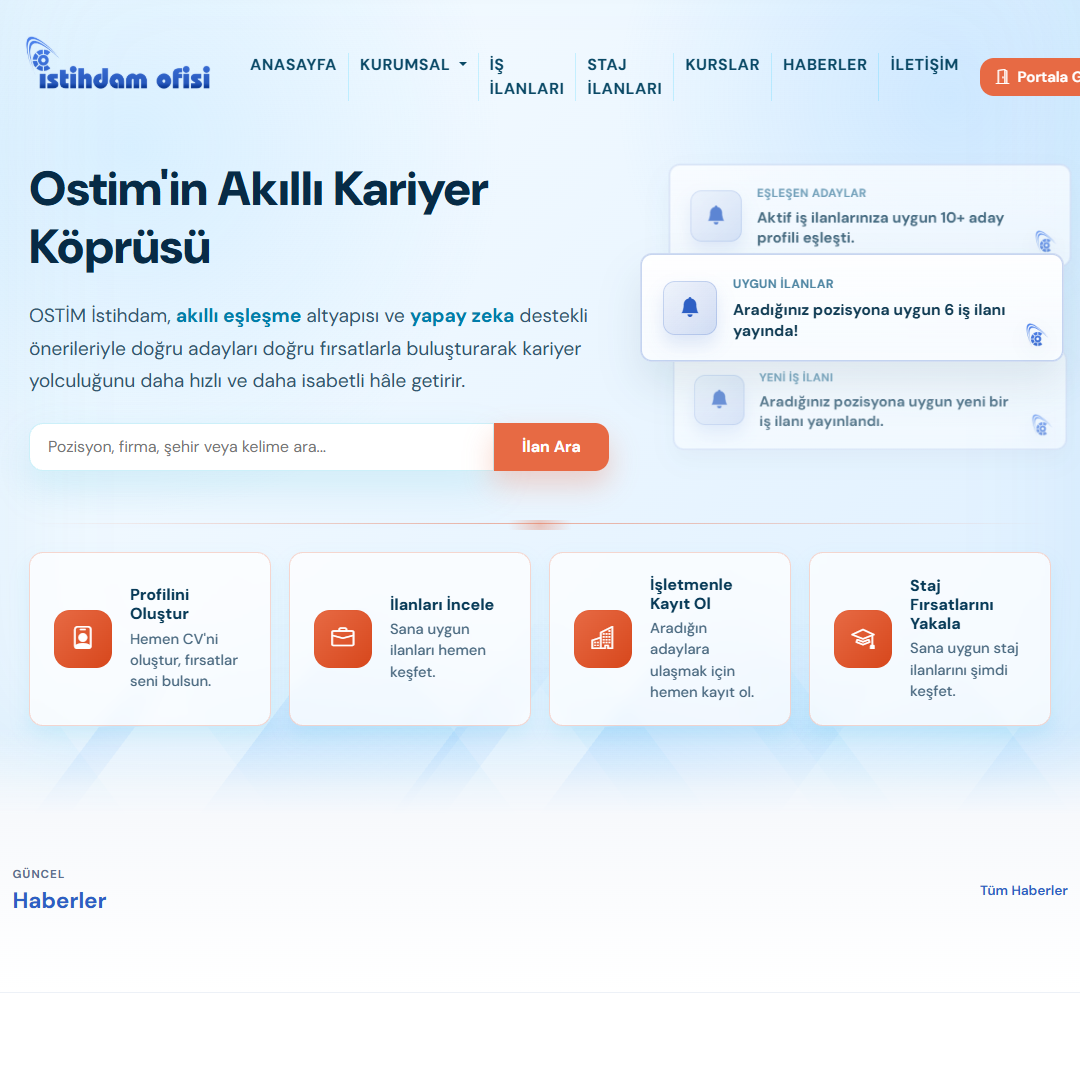 istihdam ofisi
ANASAYFA
KURUMSAL
İŞ
İLANLARI
STAJ
İLANLARI
KURSLAR
HABERLER
İLETİŞİM
Portala G
Ostim'in Akıllı Kariyer
Köprüsü
OSTİM İstihdam, akıllı eşleşme altyapısı ve yapay zeka destekli
önerileriyle doğru adayları doğru fırsatlarla buluşturarak kariyer
yolculuğunu daha hızlı ve daha isabetli hâle getirir.
Pozisyon, firma, şehir veya kelime ara...
İlan Ara
EŞLEŞEN ADAYLAR
Aktif iş ilanlarınıza uygun 10+ aday
profili eşleşti.
UYGUN İLANLAR
Aradığınız pozisyona uygun 6 iş ilanı
yayında!
YENİ İŞ İLANI
Aradığınız pozisyona uygun yeni bir
iş ilanı yayınlandı.
Profilini
Oluştur
Hemen CV'ni
oluştur, fırsatlar
seni bulsun.
İlanları İncele
Sana uygun
ilanları hemen
keşfet.
İşletmenle
Kayıt Ol
Aradığın
adaylara
ulaşmak için
hemen kayıt ol.
Staj
Fırsatlarını
Yakala
Sana uygun staj
ilanlarını şimdi
keşfet.
GÜNCEL
Haberler
Tüm Haberler